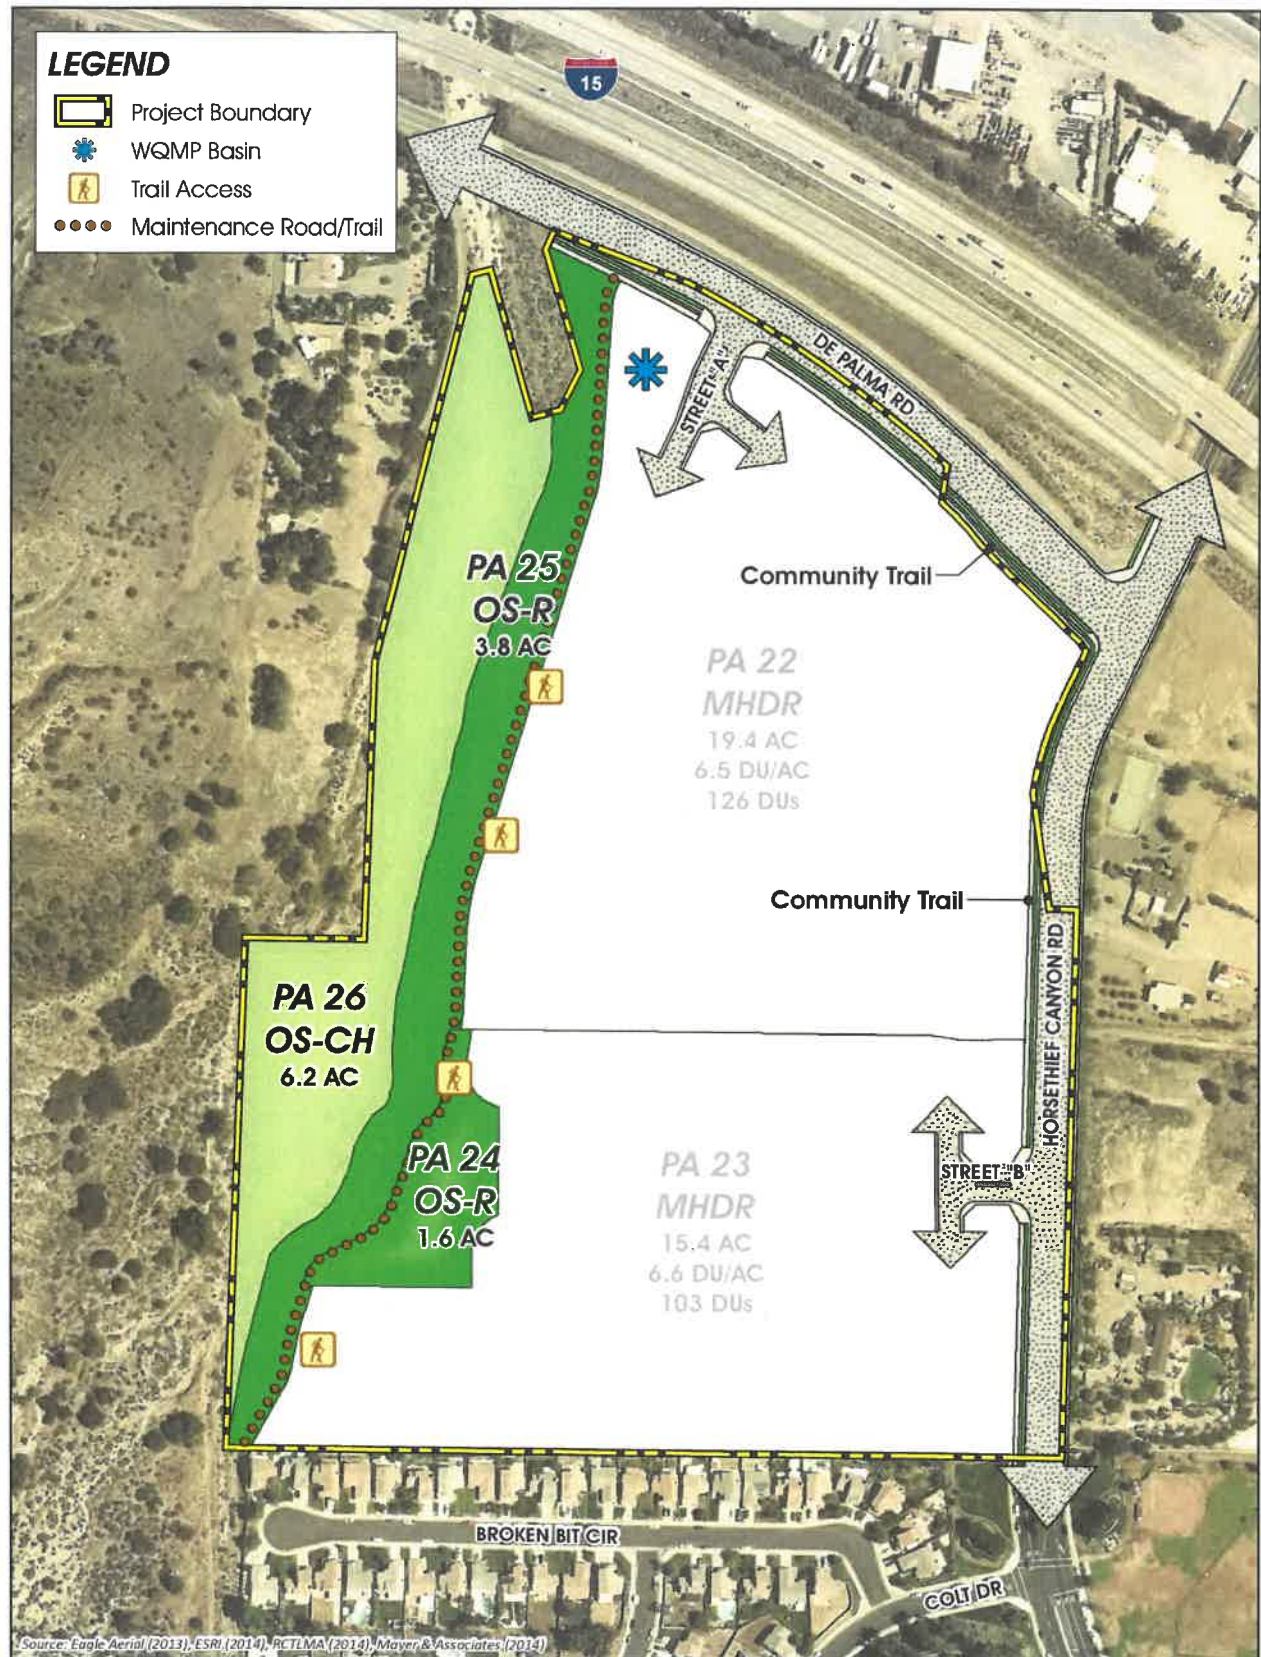 LEGEND
Project Boundary
WQMP Basin
Trail Access
Maintenance Road/Trail
15
DE PALMA RD
STREET "A"
Community Trail
PA 25
OS-R
3.8 AC
PA 22
MHDR
19.4 AC
6.5 DU/AC
126 DUs
Community Trail
HORSETHIEF CANYON RD
PA 26
OS-CH
6.2 AC
PA 24
OS-R
1.6 AC
PA 23
MHDR
15.4 AC
6.6 DU/AC
103 DUs
STREET "B"
BROKEN BIT CIR
COLT DR
Source: Eagle Aerial (2013), ESRI (2014), RCTLMA (2014), Mayer & Associates (2014)